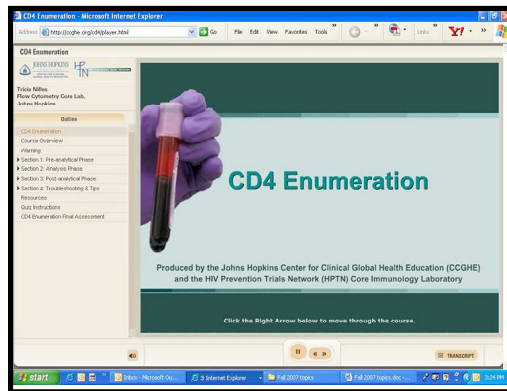 CD4 Enumeration - Microsoft Internet Explorer
Address http://ccghe.org/cd4/player.html Go File Edit View Favorites Tools Links Y!
CD4 Enumeration
JOHNS HOPKINS
Tricia Nilles
Flow Cytometry Core Lab,
Johns Hopkins
Outline
CD4 Enumeration
Course Overview
Warning
Section 1: Pre-analytical Phase
Section 2: Analysis Phase
Section 3: Post-analytical Phase
Section 4: Troubleshooting & Tips
Resources
Quiz Instructions
CD4 Enumeration Final Assessment
CD4 Enumeration
Produced by the Johns Hopkins Center for Clinical Global Health Education (CCGHE)
and the HIV Prevention Trials Network (HPTN) Core Immunology Laboratory
Click the Right Arrow below to move through the course.
TRANSCRIPT
start Inbox - Microsoft Ou... 3 Internet Explorer Fall 2007 topics Fall 2007 topics.doc -... 3:24 PM